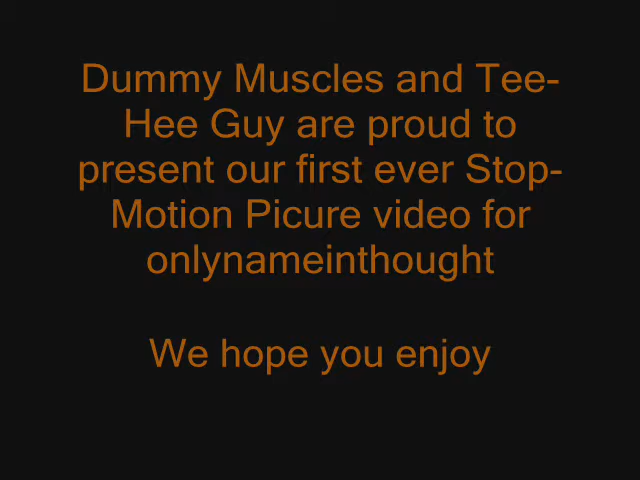 Dummy Muscles and Tee-
Hee Guy are proud to
present our first ever Stop-
Motion Picure video for
onlynameinthought
We hope you enjoy